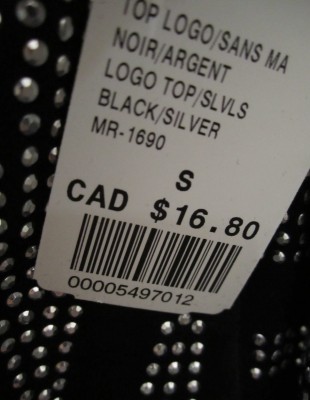 TOP LOGO/SANS MA
NOIR/ARGENT
LOGO TOP/SLVLS
BLACK/SILVER
MR-1690
S
CAD $16.80
00005497012